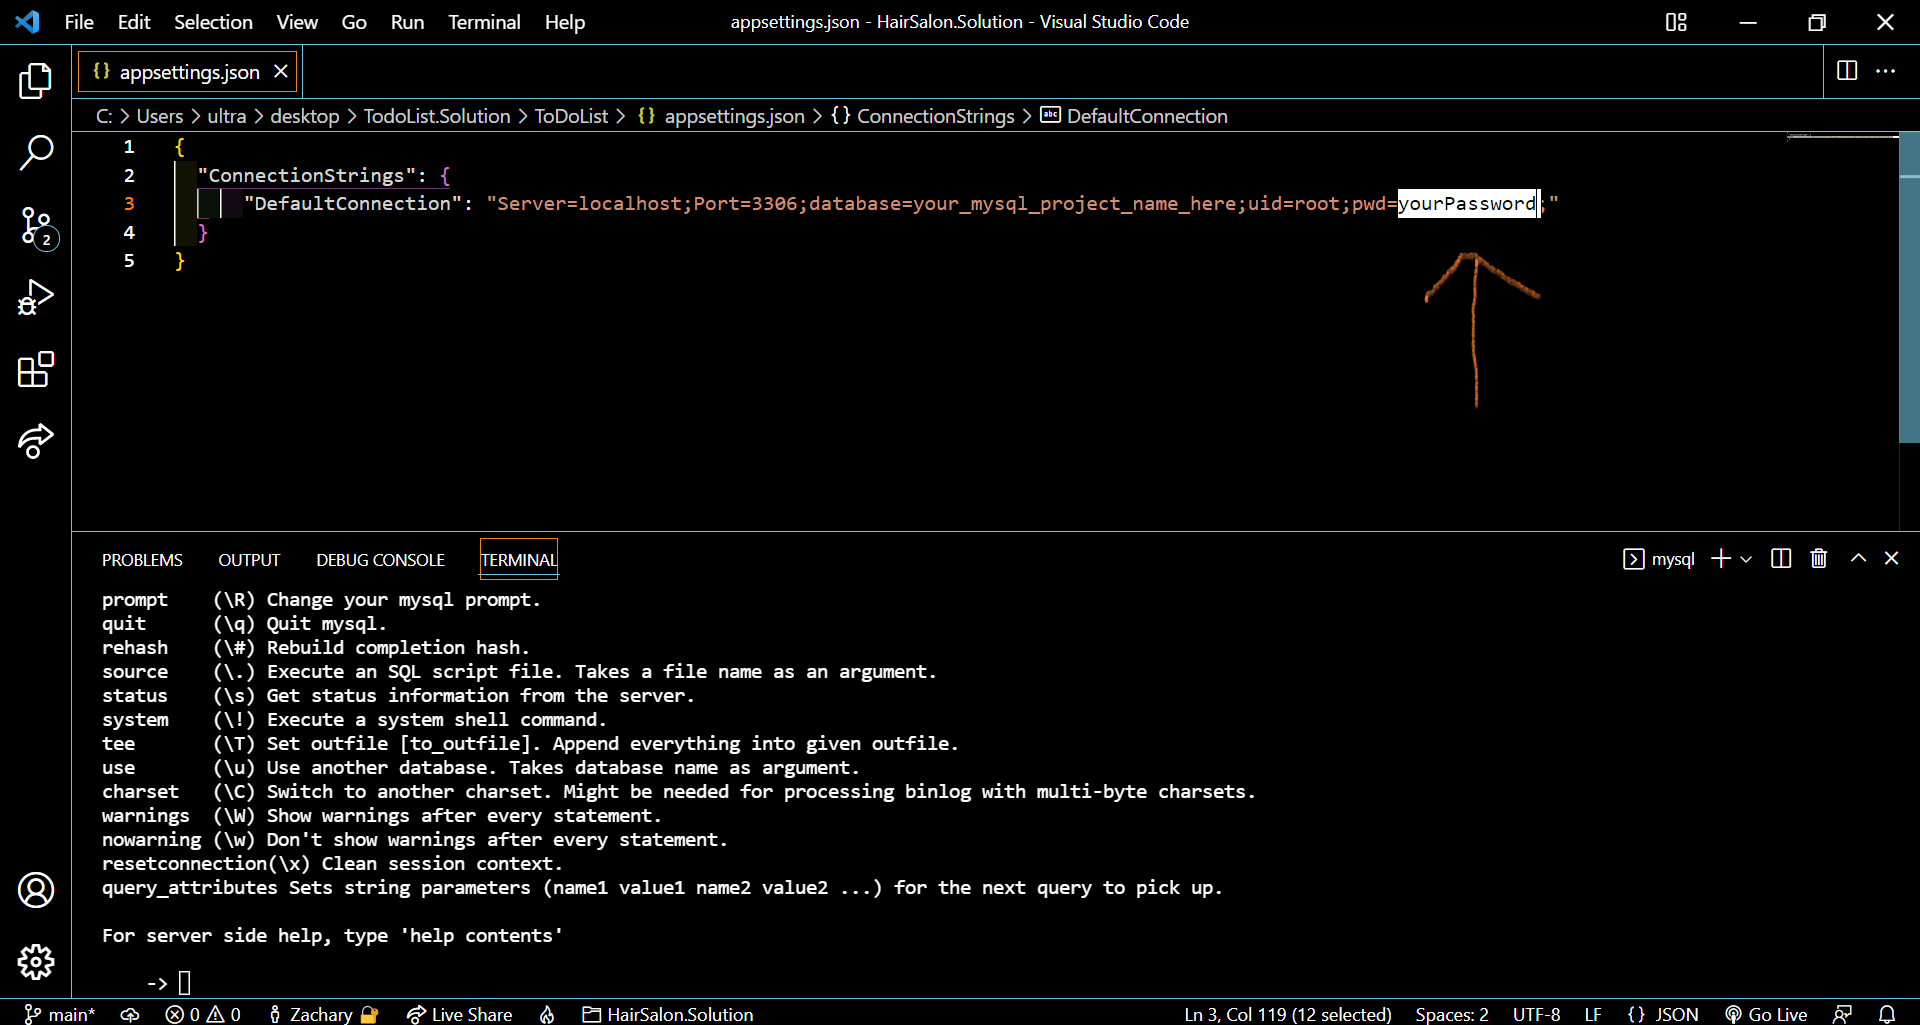 File Edit Selection View Go Run Terminal Help appsettings.json - HairSalon.Solution - Visual Studio Code
{} appsettings.json ×
C: > Users > ultra > desktop > TodoList.Solution > ToDoList > {} appsettings.json > {} ConnectionStrings > abc DefaultConnection
1 {
2 "ConnectionStrings": {
3 "DefaultConnection": "Server=localhost;Port=3306;database=your_mysql_project_name_here;uid=root;pwd=yourPassword;"
4 }
5 }
2
PROBLEMS OUTPUT DEBUG CONSOLE TERMINAL mysql
prompt (\R) Change your mysql prompt.
quit (\q) Quit mysql.
rehash (\#) Rebuild completion hash.
source (\.) Execute an SQL script file. Takes a file name as an argument.
status (\s) Get status information from the server.
system (\!) Execute a system shell command.
tee (\T) Set outfile [to_outfile]. Append everything into given outfile.
use (\u) Use another database. Takes database name as argument.
charset (\C) Switch to another charset. Might be needed for processing binlog with multi-byte charsets.
warnings (\W) Show warnings after every statement.
nowarning (\w) Don't show warnings after every statement.
resetconnection(\x) Clean session context.
query_attributes Sets string parameters (name1 value1 name2 value2 ...) for the next query to pick up.
For server side help, type 'help contents'
->
main* 0 0 Zachary Live Share HairSalon.Solution Ln 3, Col 119 (12 selected) Spaces: 2 UTF-8 LF {} JSON Go Live